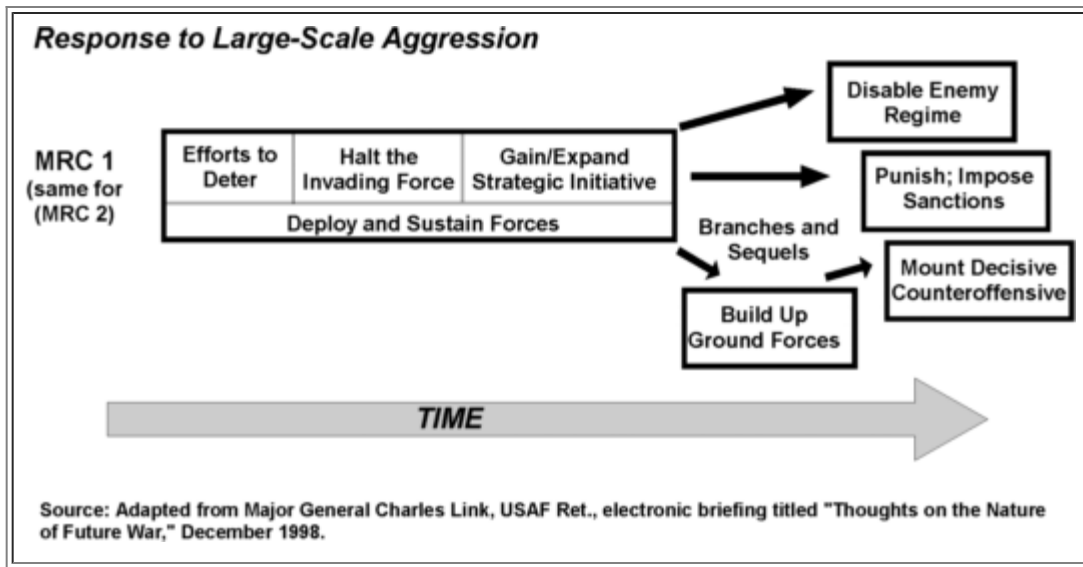 Response to Large-Scale Aggression
MRC 1
(same for
(MRC 2)
Efforts to
Deter
Halt the
Invading Force
Gain/Expand
Strategic Initiative
Deploy and Sustain Forces
Disable Enemy
Regime
Punish; Impose
Sanctions
Branches and
Sequels
Mount Decisive
Counteroffensive
Build Up
Ground Forces
TIME
Source: Adapted from Major General Charles Link, USAF Ret., electronic briefing titled "Thoughts on the Nature
of Future War," December 1998.